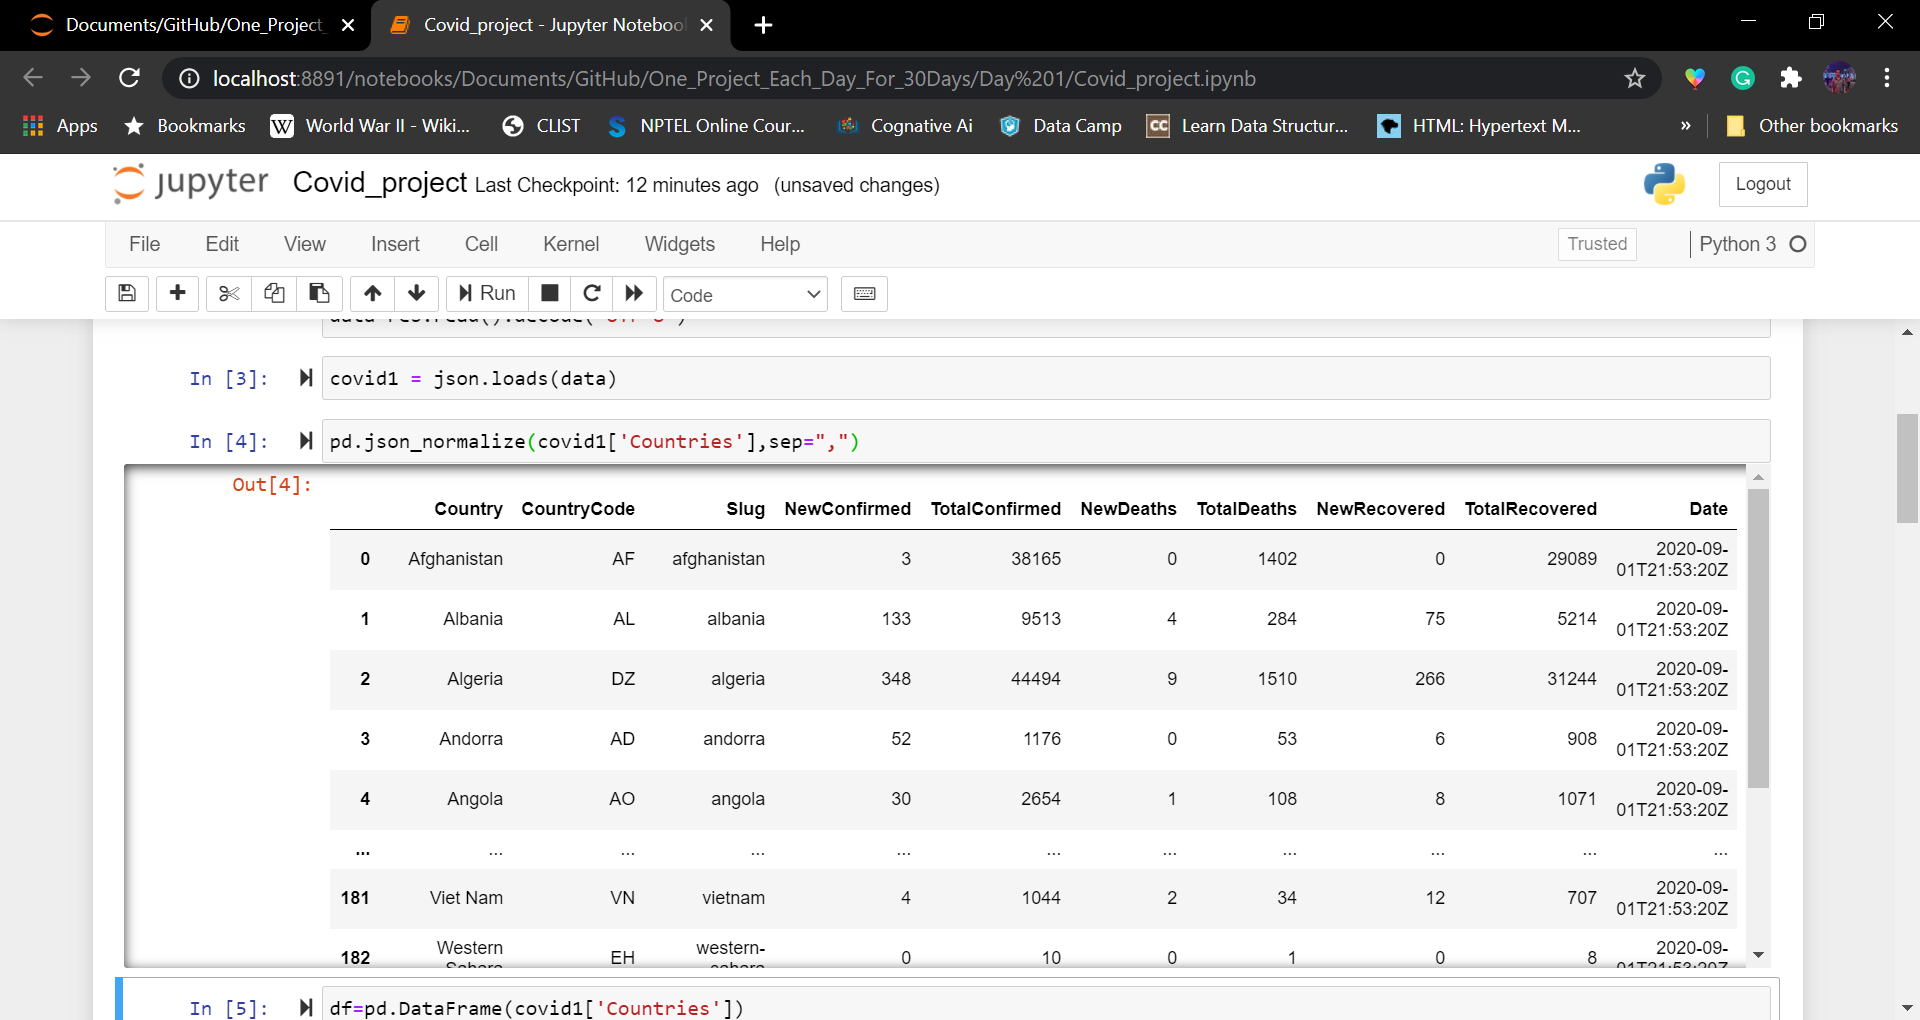 Documents/GitHub/One_Project_
Covid_project - Jupyter Noteboo
localhost:8891/notebooks/Documents/GitHub/One_Project_Each_Day_For_30Days/Day%201/Covid_project.ipynb
Apps Bookmarks World War II - Wiki... CLIST NPTEL Online Cour... Cognative Ai Data Camp Learn Data Structur... HTML: Hypertext M... » Other bookmarks
jupyter Covid_project Last Checkpoint: 12 minutes ago (unsaved changes) Logout
File Edit View Insert Cell Kernel Widgets Help Trusted Python 3
Run Code
In [3]: covid1 = json.loads(data)
In [4]: pd.json_normalize(covid1['Countries'],sep=",")
Out[4]:
Country CountryCode Slug NewConfirmed TotalConfirmed NewDeaths TotalDeaths NewRecovered TotalRecovered Date
0 Afghanistan AF afghanistan 3 38165 0 1402 0 29089 2020-09-
01T21:53:20Z
1 Albania AL albania 133 9513 4 284 75 5214 2020-09-
01T21:53:20Z
2 Algeria DZ algeria 348 44494 9 1510 266 31244 2020-09-
01T21:53:20Z
3 Andorra AD andorra 52 1176 0 53 6 908 2020-09-
01T21:53:20Z
4 Angola AO angola 30 2654 1 108 8 1071 2020-09-
01T21:53:20Z
... ... ... ... ... ... ... ... ... ... ...
181 Viet Nam VN vietnam 4 1044 2 34 12 707 2020-09-
01T21:53:20Z
182 Western EH western- 0 10 0 1 0 8 2020-09-
In [5]: df=pd.DataFrame(covid1['Countries'])